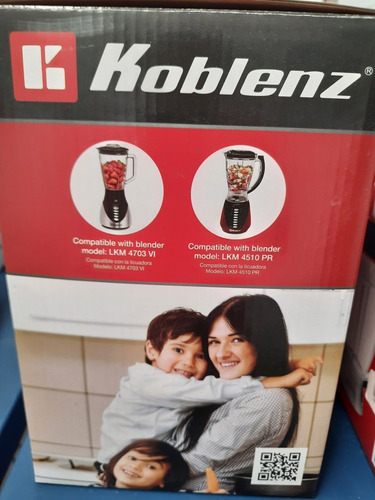 Koblenz®
Compatible with blender
model: LKM 4703 VI
Compatible con la licuadora
Modelo: LKM 4703 VI
Compatible with blender
model: LKM 4510 PR
Compatible con la licuadora
Modelo: LKM 4510 PR